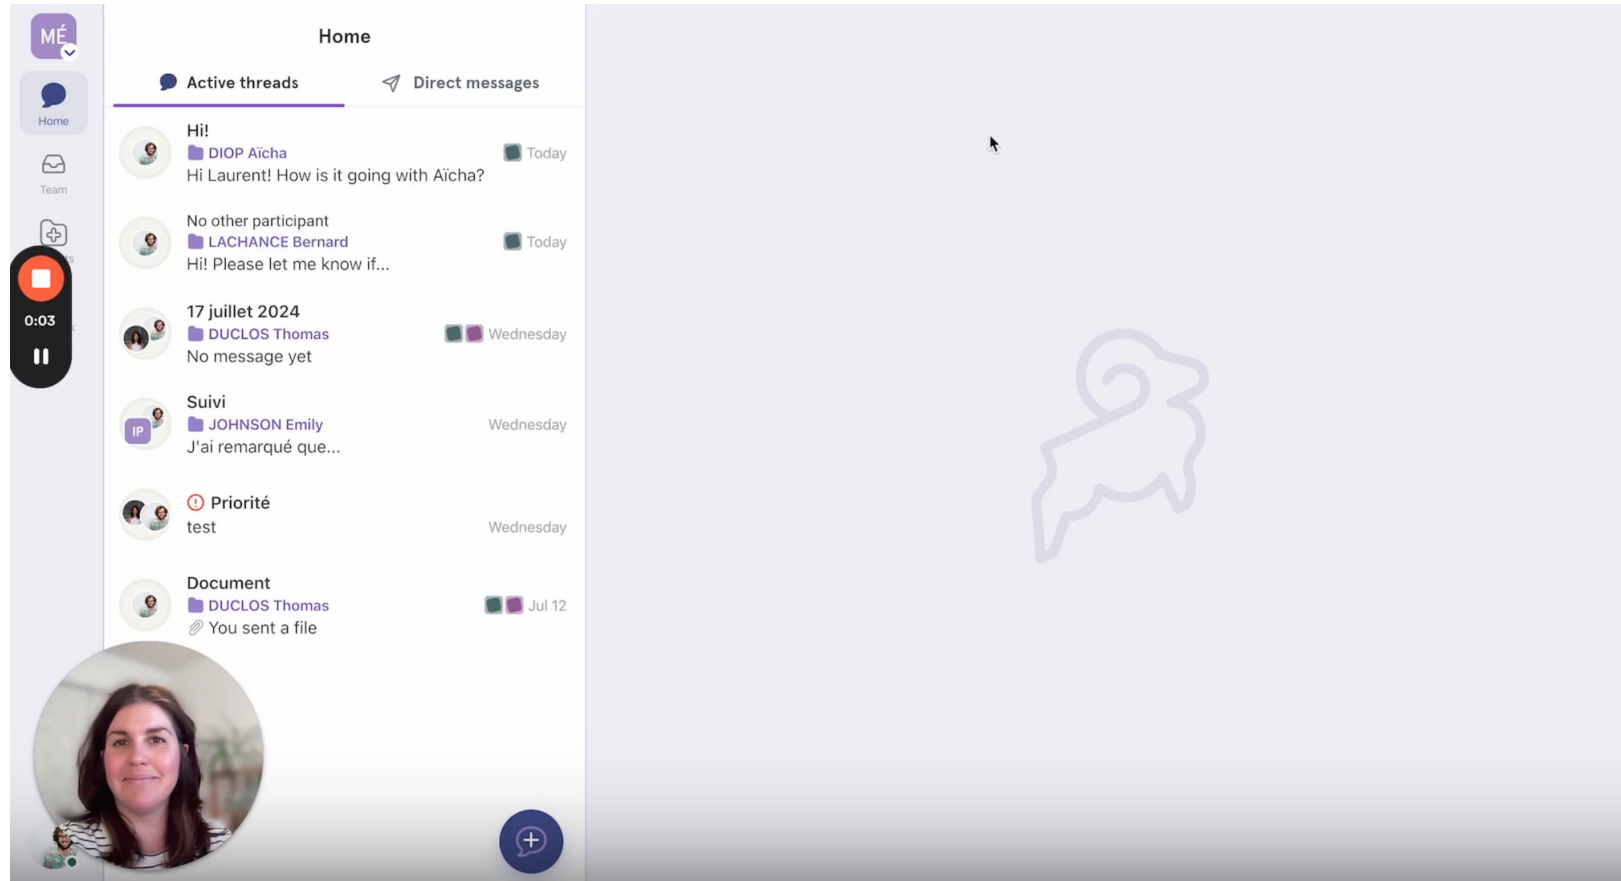 MÉ
Home
Team
ts
k
0:03
Home
Active threads
Direct messages
Hi!
DIOP Aïcha
Today
Hi Laurent! How is it going with Aïcha?
No other participant
LACHANCE Bernard
Today
Hi! Please let me know if...
17 juillet 2024
DUCLOS Thomas
Wednesday
No message yet
Suivi
IP
JOHNSON Emily
Wednesday
J'ai remarqué que...
Priorité
test
Wednesday
Document
DUCLOS Thomas
Jul 12
You sent a file